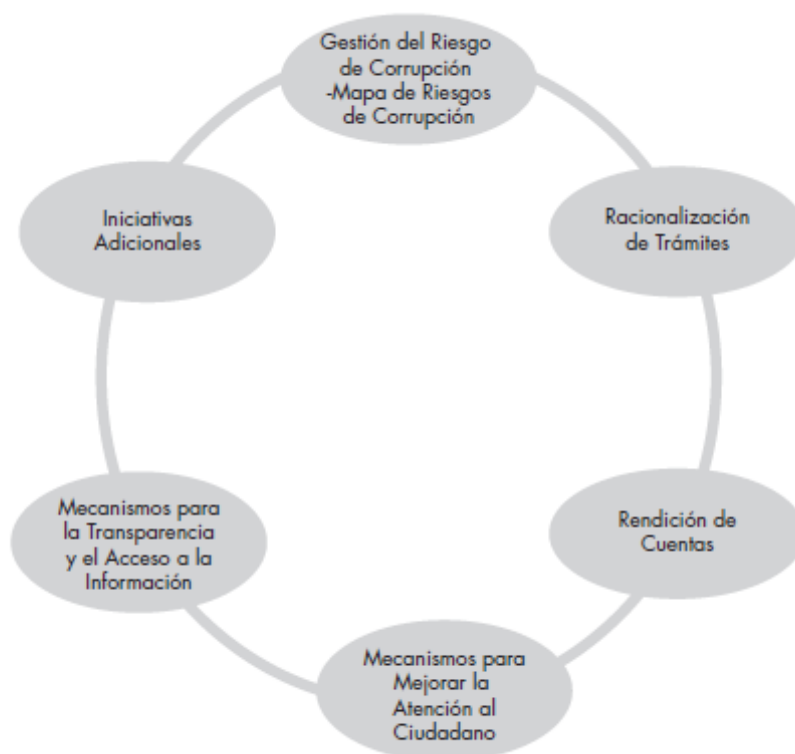 Gestión del Riesgo
de Corrupción
-Mapa de Riesgos
de Corrupción
Racionalización
de Trámites
Rendición de
Cuentas
Mecanismos para
Mejorar la
Atención al
Ciudadano
Mecanismos para
la Transparencia
y el Acceso a la
Información
Iniciativas
Adicionales